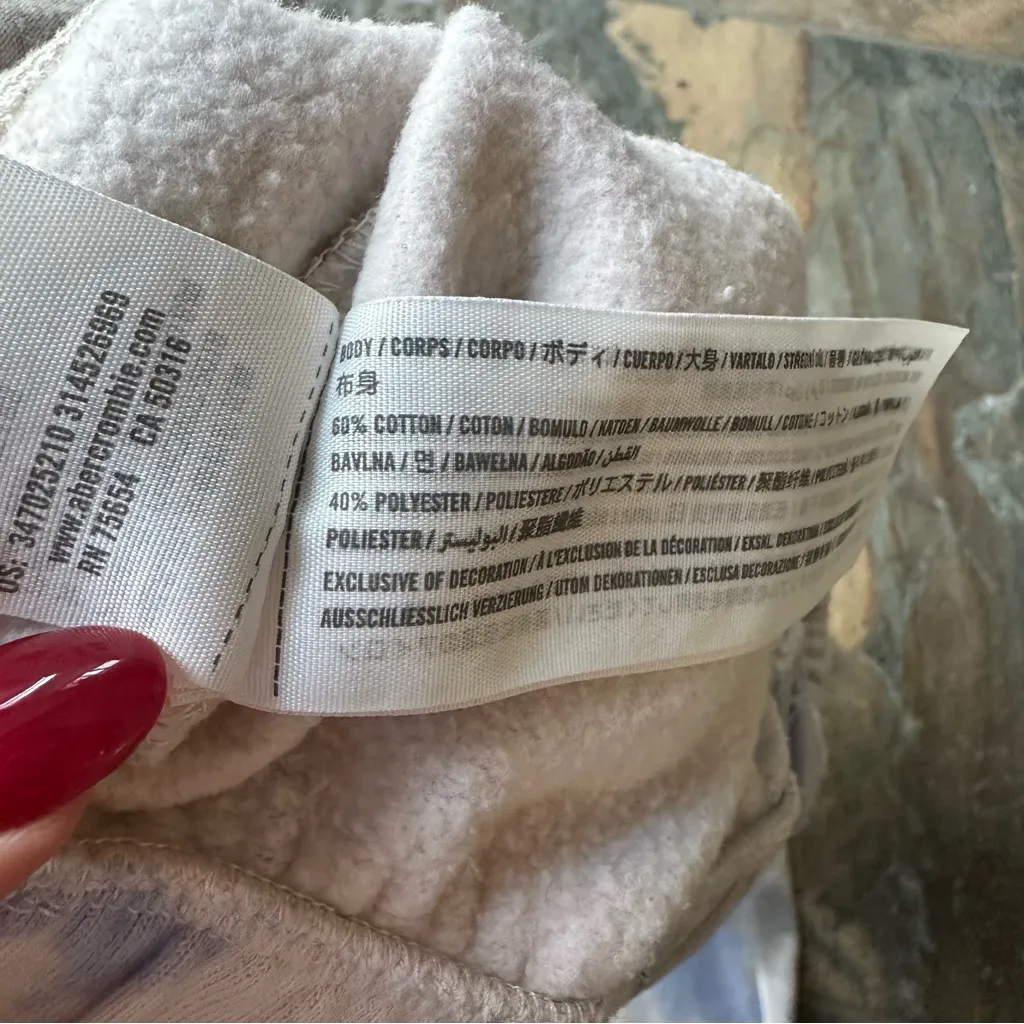 US: 347025210 314526969
www.abercrombie.com
RN 75654 CA 50316
BODY / CORPS / CORPO / ボディ / CUERPO / 大身 / VARTALO /
布身
60% COTTON / COTON / BOMULD / KATOEN / BAUMWOLLE / BOMULL / COTONE / コットン /
BAVLNA / 면 / BAWEŁNA / ALGODÃO / القطن
40% POLYESTER / POLIESTERE / ポリエステル / POLIÉSTER / 聚酯纤维 /
POLIESTER / البوليستر / 聚脂纖維
EXCLUSIVE OF DECORATION / À L'EXCLUSION DE LA DÉCORATION / EKSKL. DEKORATION /
AUSSCHLIESSLICH VERZIERUNG / UTOM DEKORATIONEN / ESCLUSA DECORAZIONE /